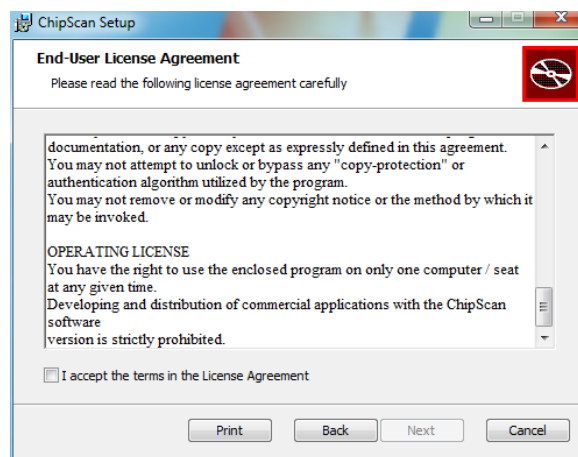 ChipScan Setup
End-User License Agreement
Please read the following license agreement carefully
documentation, or any copy except as expressly defined in this agreement.
You may not attempt to unlock or bypass any "copy-protection" or
authentication algorithm utilized by the program.
You may not remove or modify any copyright notice or the method by which it
may be invoked.
OPERATING LICENSE
You have the right to use the enclosed program on only one computer / seat
at any given time.
Developing and distribution of commercial applications with the ChipScan
software
version is strictly prohibited.
I accept the terms in the License Agreement
Print Back Next Cancel